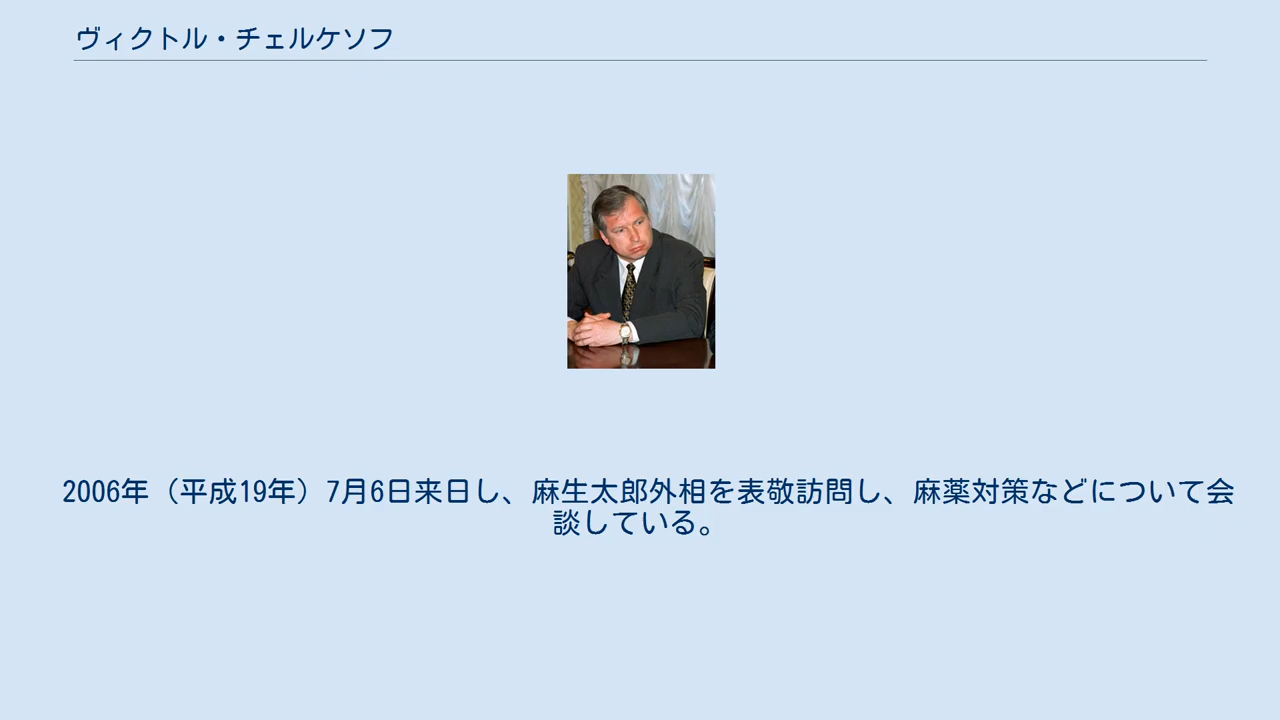 ヴィクトル・チェルケソフ
2006年（平成19年）7月6日来日し、麻生太郎外相を表敬訪問し、麻薬対策などについて会
談している。